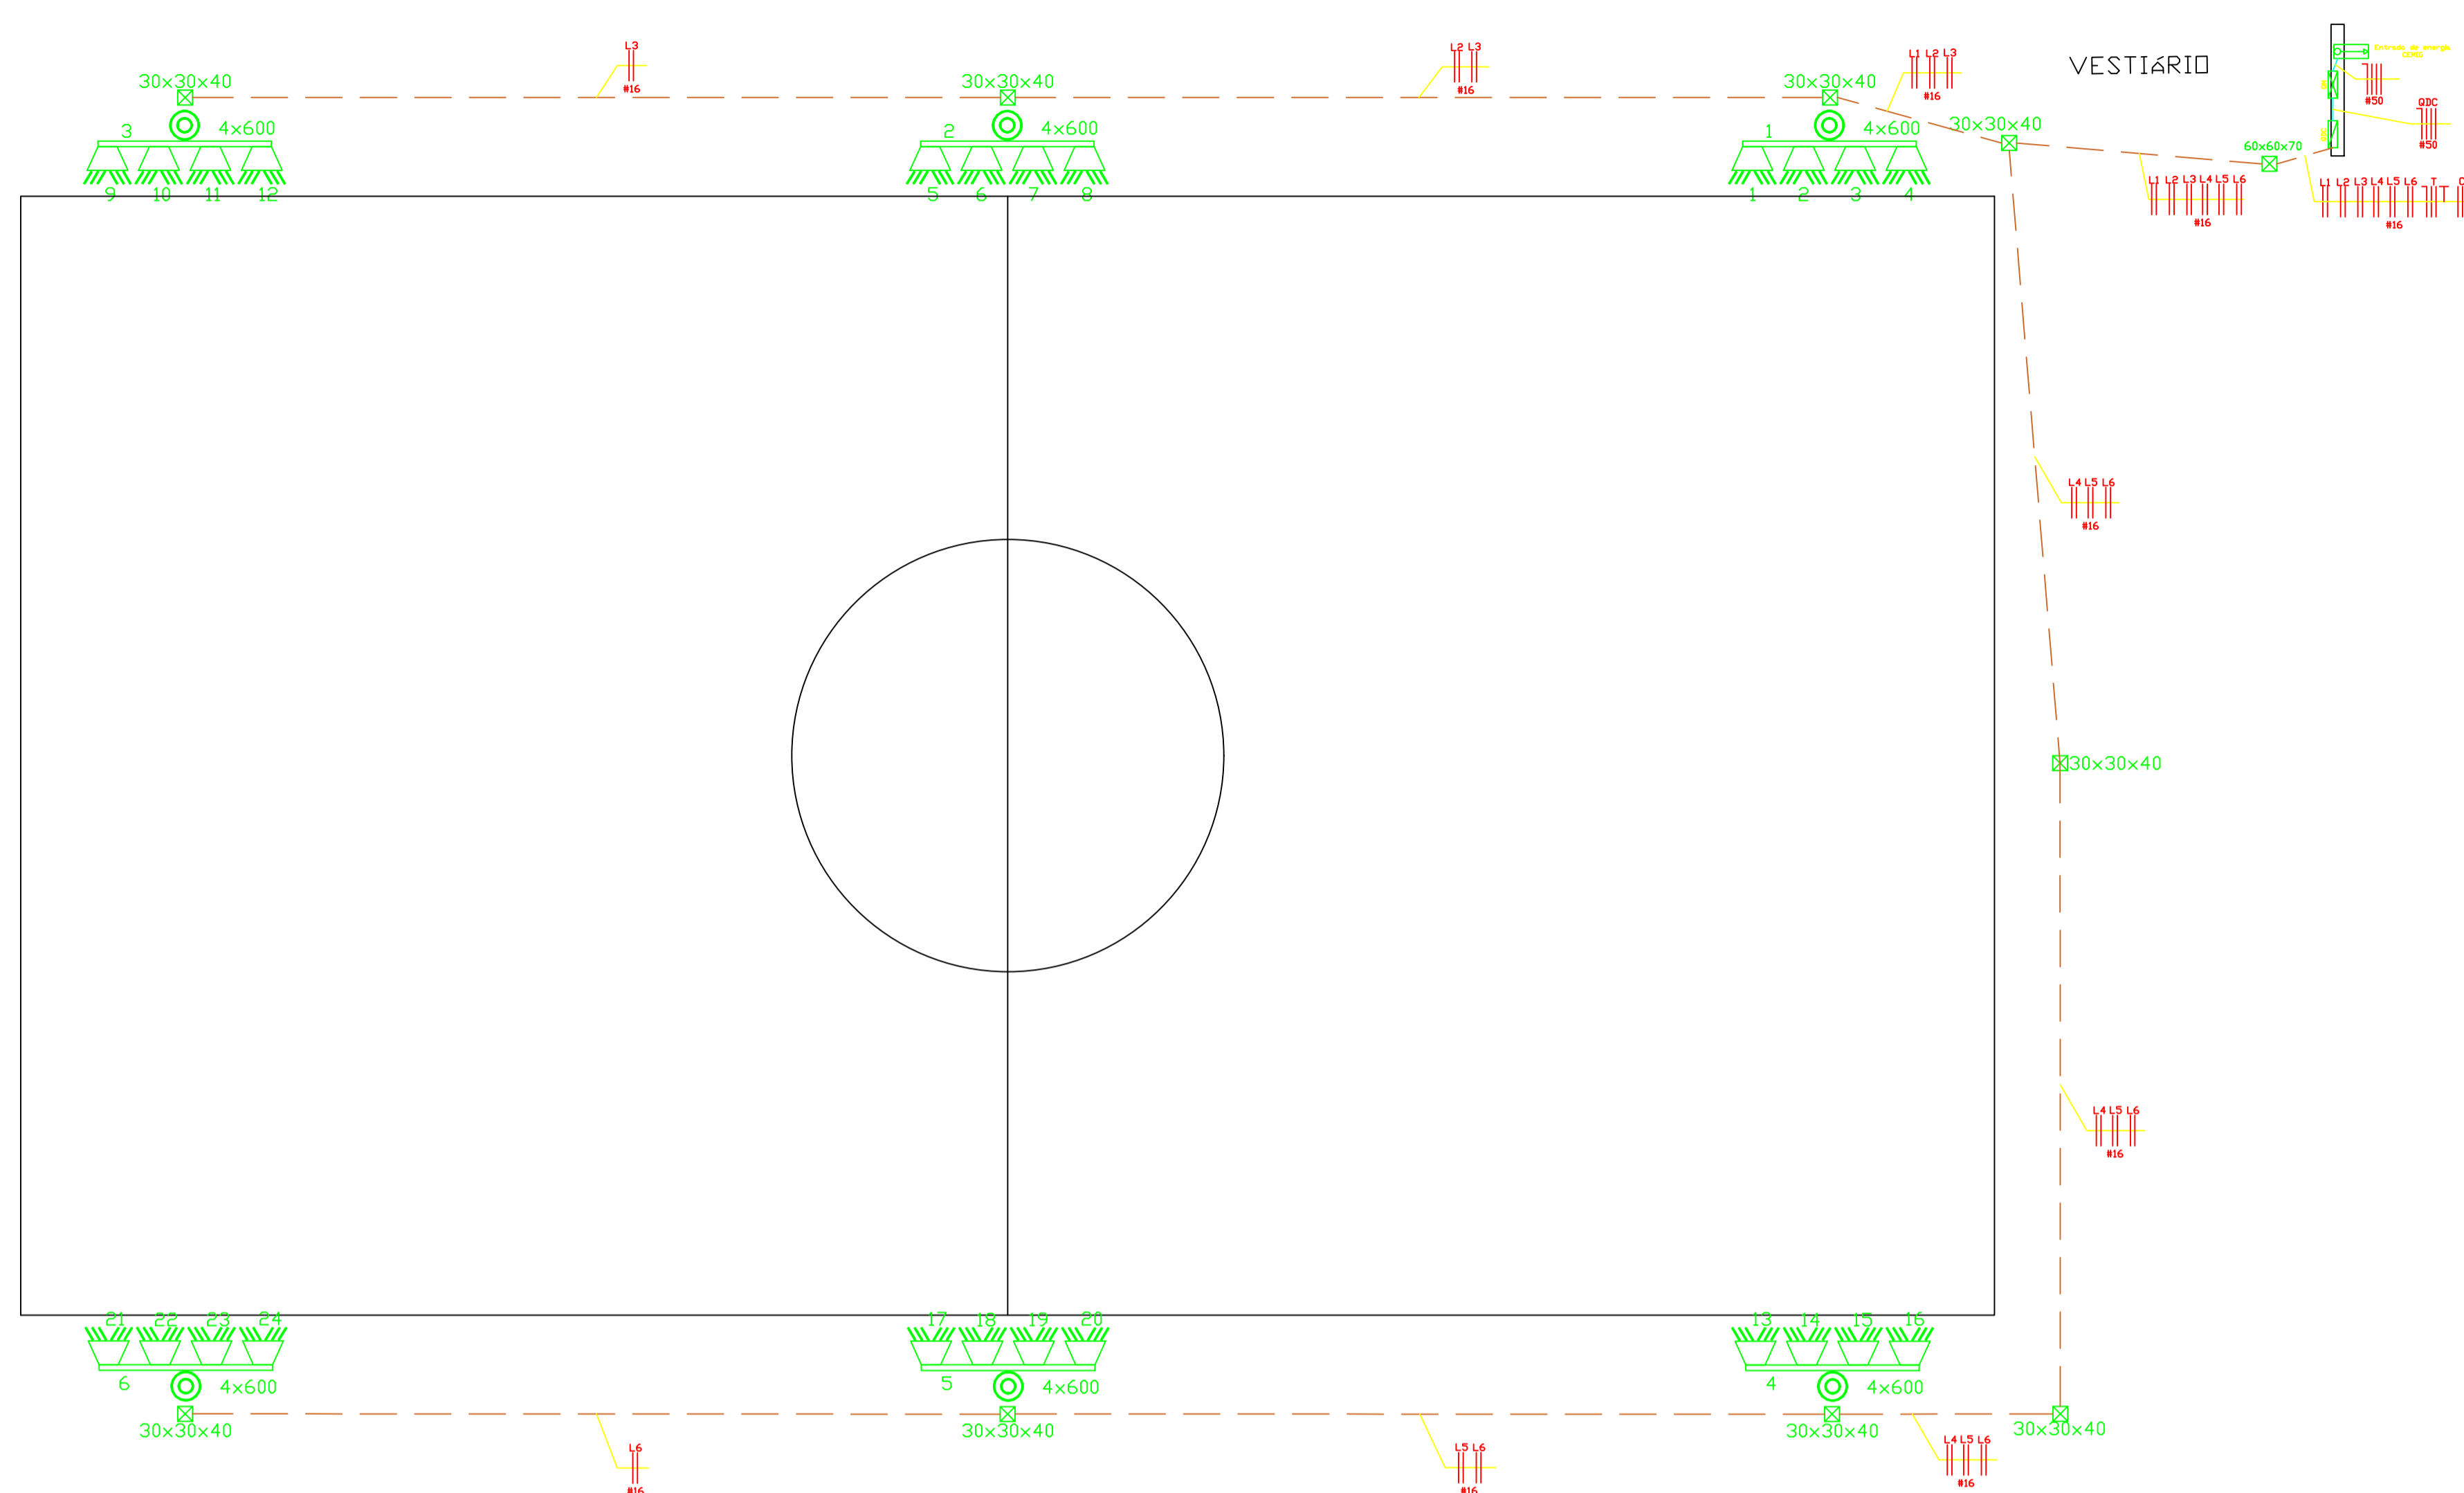 L3
#16
L2 L3
#16
L1 L2 L3
#16
VESTIÁRIO
Entrada de energia
#50
QDC
#50
30x30x40
30x30x40
30x30x40
30x30x40
60x60x70
3
4x600
2
4x600
1
4x600
9 10 11 12
5 6 7 8
1 2 3 4
L1 L2 L3 L4 L5 L6
#16
L1 L2 L3 L4 L5 L6 T
#16
L4 L5 L6
#16
30x30x40
L4 L5 L6
#16
21 22 23 24
17 18 19 20
13 14 15 16
6
4x600
5
4x600
4
4x600
30x30x40
30x30x40
30x30x40
30x30x40
L6
#16
L5 L6
#16
L4 L5 L6
#16